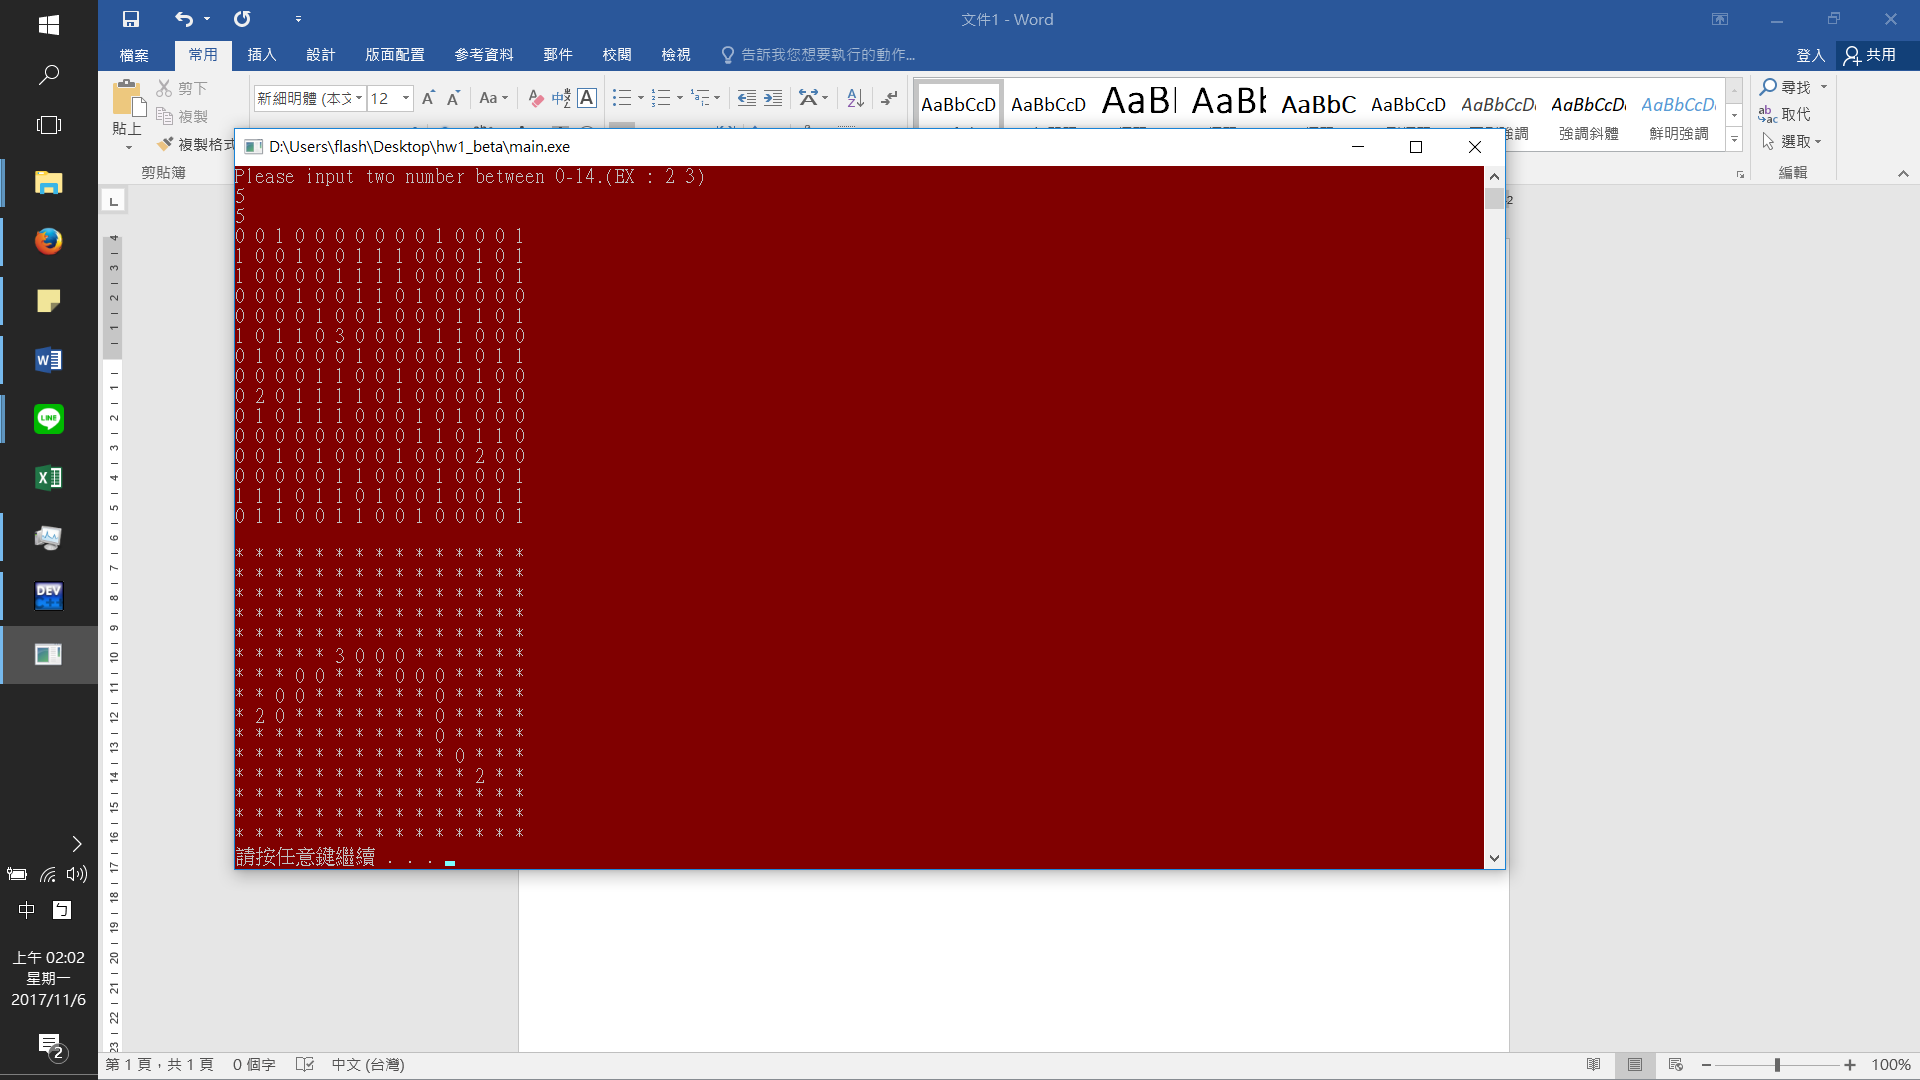 文件1 - Word
檔案 常用 插入 設計 版面配置 參考資料 郵件 校閱 檢視 告訴我您想要執行的動作... 登入 共用
剪下
複製
複製格式
貼上
剪貼簿
新細明體 (本文 12
AaBbCcD AaBbCcD AaBl AaBl AaBbC AaBbCcD AaBbCcD AaBbCcD AaBbCcD
強調斜體 鮮明強調
尋找
取代
選取
編輯
D:\Users\flash\Desktop\hw1_beta\main.exe
Please input two number between 0-14.(EX : 2 3)
5
5
0 0 1 0 0 0 0 0 0 0 1 0 0 0 1
1 0 0 1 0 0 1 1 1 0 0 0 1 0 1
1 0 0 0 0 1 1 1 1 0 0 0 1 0 1
0 0 0 1 0 0 1 1 0 1 0 0 0 0 0
0 0 0 0 1 0 0 1 0 0 0 1 1 0 1
1 0 1 1 0 3 0 0 0 1 1 1 0 0 0
0 1 0 0 0 0 1 0 0 0 0 1 0 1 1
0 0 0 0 1 1 0 0 1 0 0 0 1 0 0
0 2 0 1 1 1 1 0 1 0 0 0 0 1 0
0 1 0 1 1 1 0 0 0 1 0 1 0 0 0
0 0 0 0 0 0 0 0 0 1 1 0 1 1 0
0 0 1 0 1 0 0 0 1 0 0 0 2 0 0
0 0 0 0 0 1 1 0 0 0 1 0 0 0 1
1 1 1 0 1 1 0 1 0 0 1 0 0 1 1
0 1 1 0 0 1 1 0 0 1 0 0 0 0 1
* * * * * * * * * * * * * * *
* * * * * * * * * * * * * * *
* * * * * * * * * * * * * * *
* * * * * * * * * * * * * * *
* * * * * * * * * * * * * * *
* * * * * 3 0 0 0 * * * * * *
* * * 0 0 * * * 0 0 0 * * * *
* * 0 0 * * * * * * 0 * * * *
* 2 0 * * * * * * * 0 * * * *
* * * * * * * * * * 0 * * * *
* * * * * * * * * * * 0 * * *
* * * * * * * * * * * * 2 * *
* * * * * * * * * * * * * * *
* * * * * * * * * * * * * * *
* * * * * * * * * * * * * * *
請按任意鍵繼續 . . .
中 ㄅ
上午 02:02
星期一
2017/11/6
2
第 1 頁，共 1 頁 0 個字 中文 (台灣) 100%